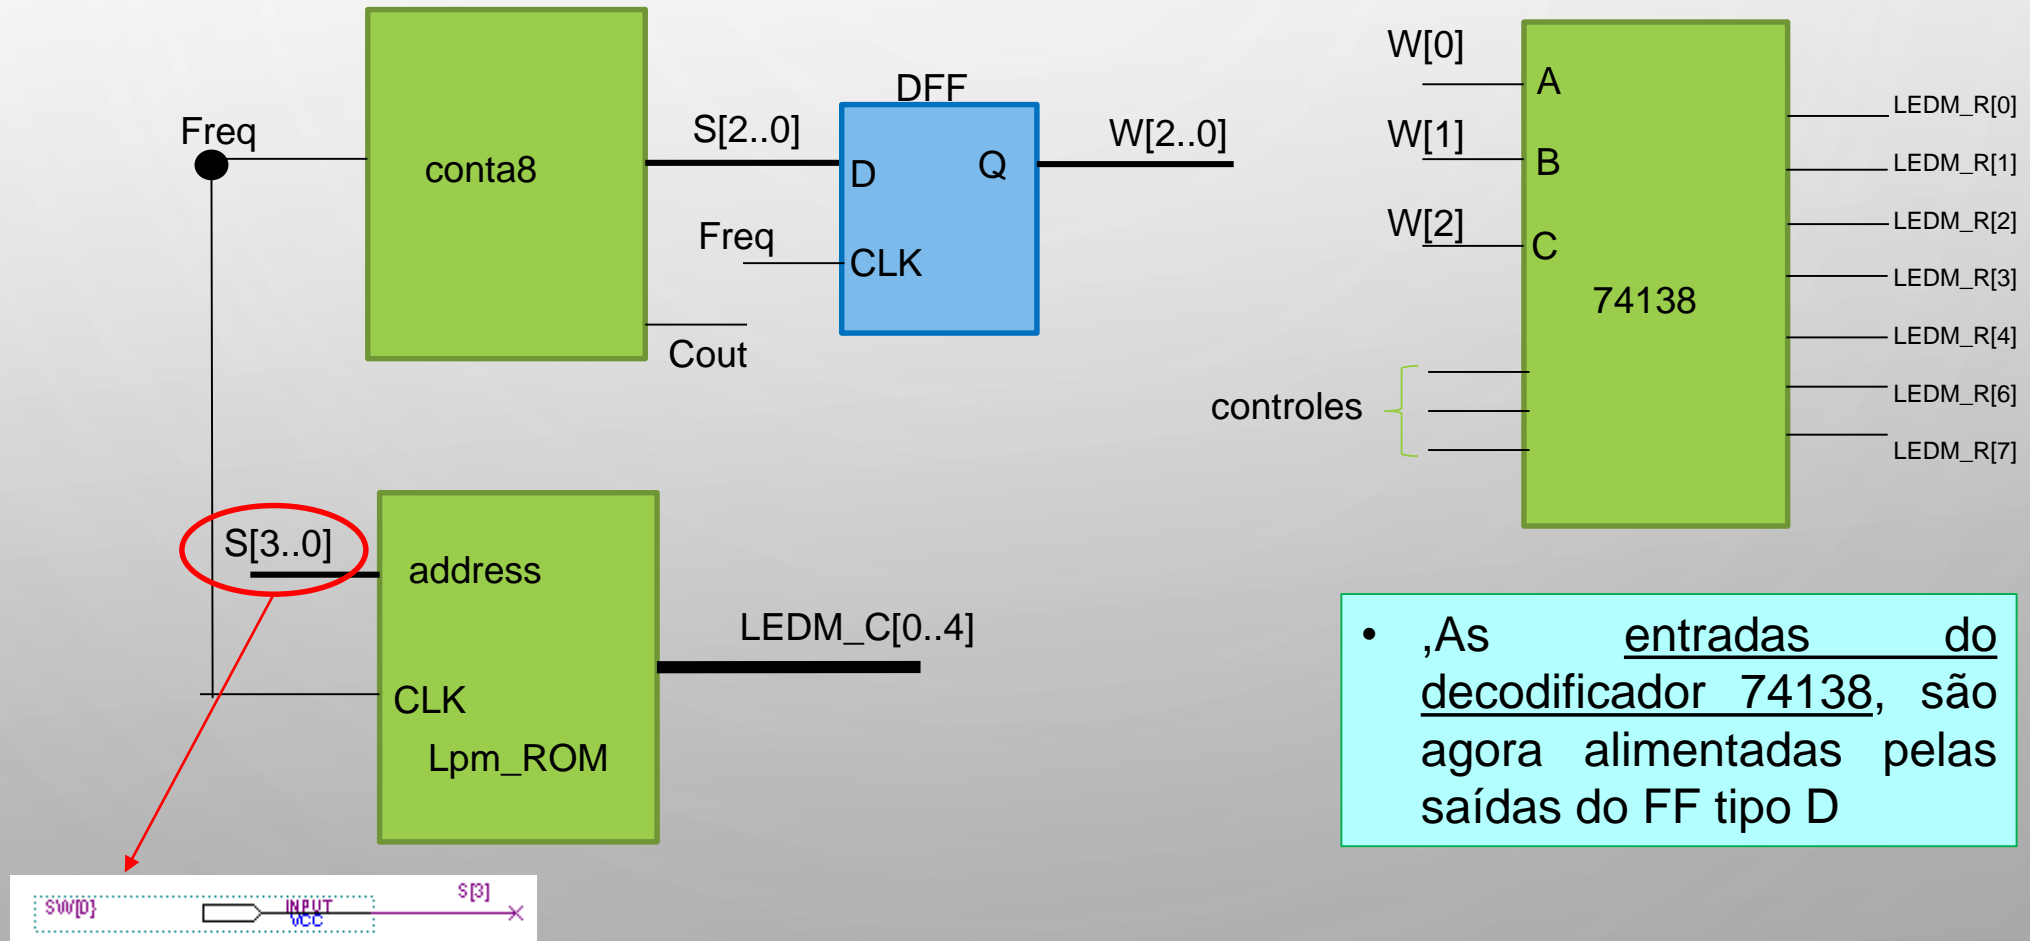 Freq
conta8
S[2..0]
DFF
D
Q
W[2..0]
Freq
CLK
Cout
S[3..0]
address
CLK
Lpm_ROM
LEDM_C[0..4]
W[0]
A
W[1]
B
W[2]
C
74138
controles
LEDM_R[0]
LEDM_R[1]
LEDM_R[2]
LEDM_R[3]
LEDM_R[4]
LEDM_R[6]
LEDM_R[7]
• ,As entradas do
decodificador 74138, são
agora alimentadas pelas
saídas do FF tipo D
SW[0]
INPUT
VCC
S[3]